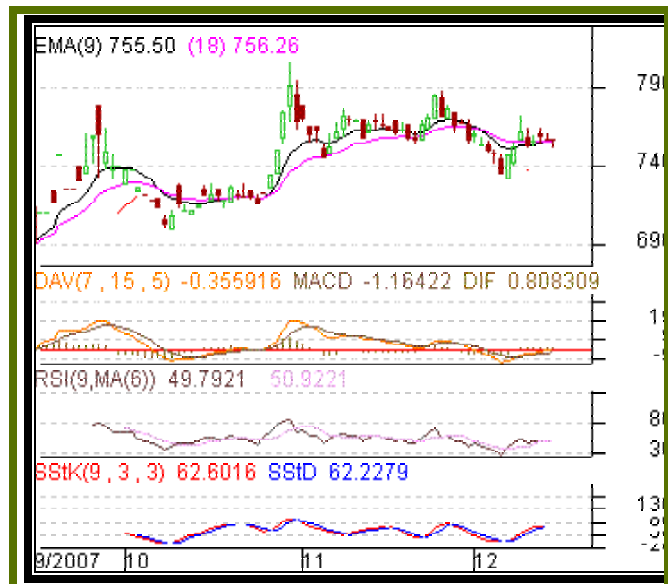 EMA(9) 755.50 (18) 756.26
790
740
690
DAV(7, 15, 5) -0.355916 MACD -1.16422 DIF 0.808309
RSI(9,MA(6)) 49.7921 50.9221
SStK(9, 3, 3) 62.6016 SStD 62.2279
9/2007 10 11 12